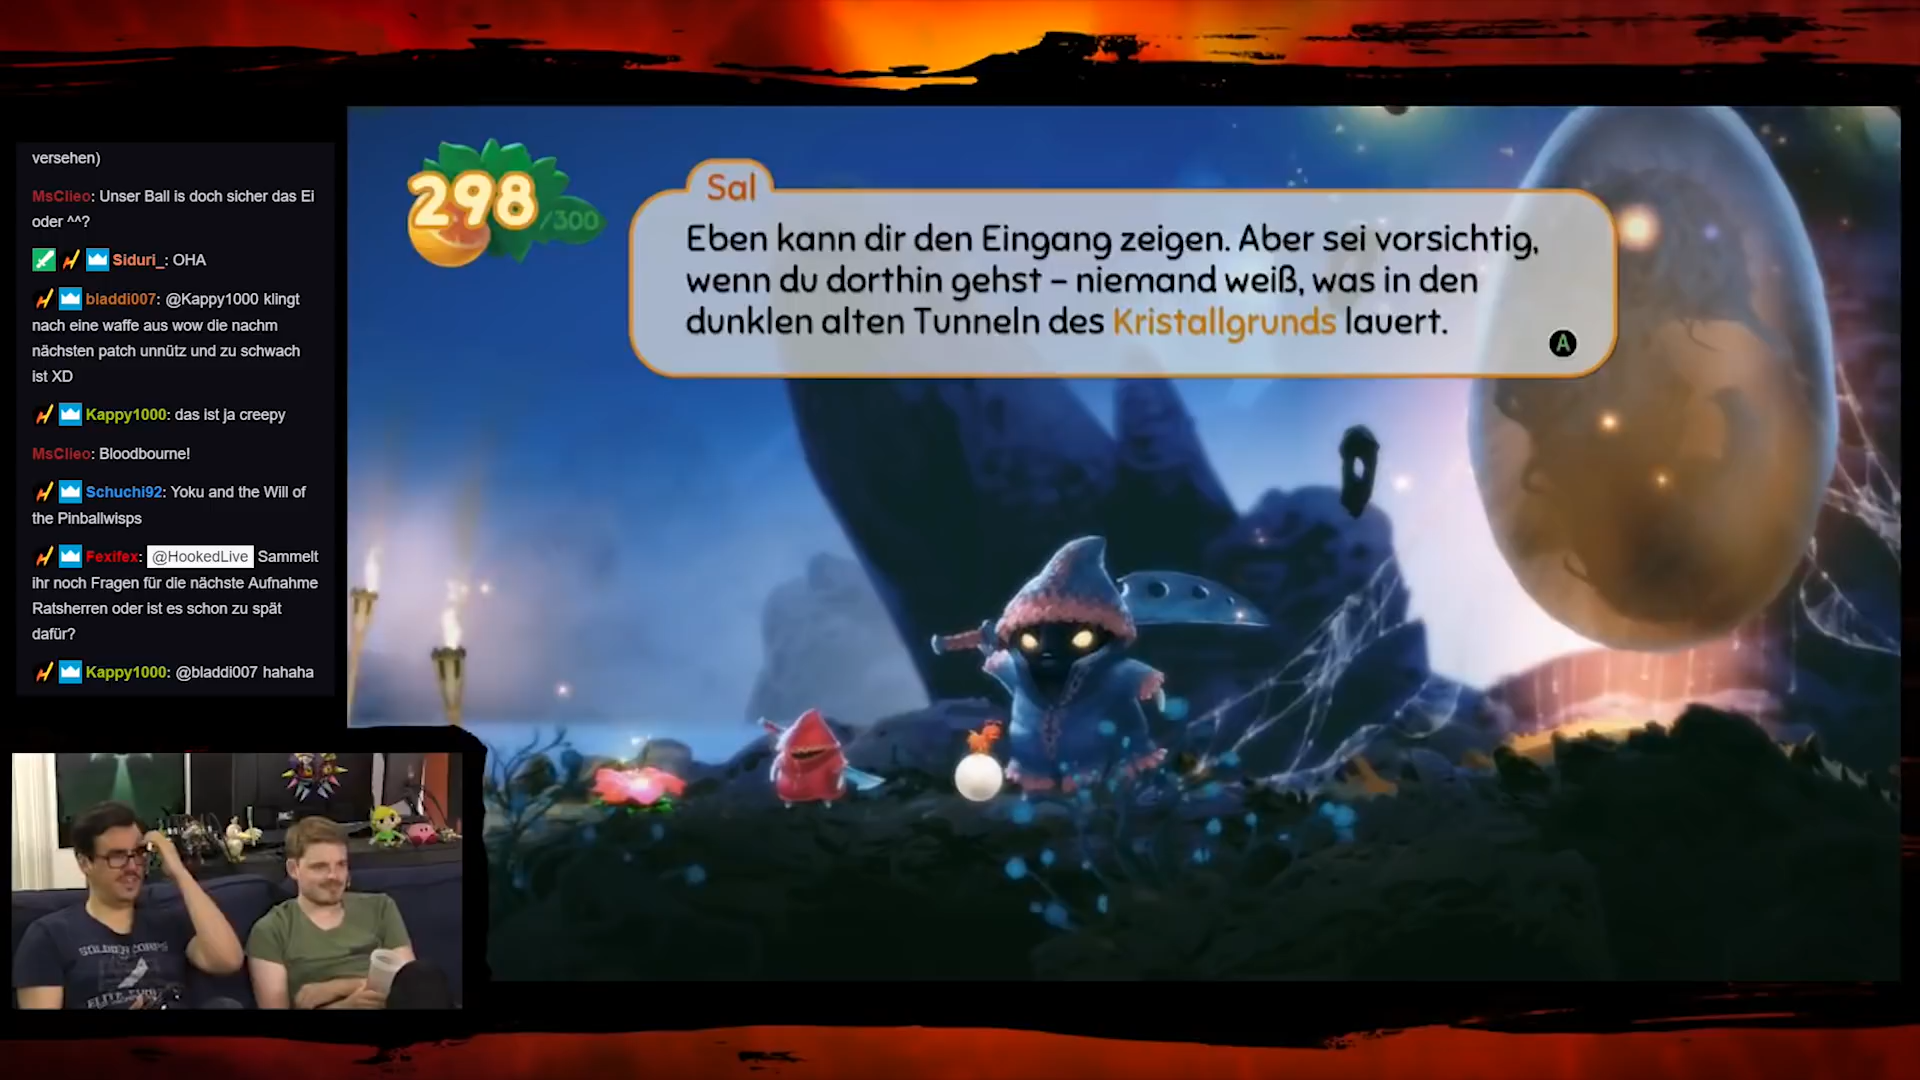 versehen)
MsClieo: Unser Ball is doch sicher das Ei
oder ^^?
Siduri_: OHA
bladdi007: @Kappy1000 klingt
nach eine waffe aus wow die nachm
nächsten patch unnütz und zu schwach
ist XD
Kappy1000: das ist ja creepy
MsClieo: Bloodbourne!
Schuchi92: Yoku and the Will of
the Pinballwisps
Fexifex: @HookedLive Sammelt
ihr noch Fragen für die nächste Aufnahme
Ratsherren oder ist es schon zu spät
dafür?
Kappy1000: @bladdi007 hahaha
298/300
Sal
Eben kann dir den Eingang zeigen. Aber sei vorsichtig,
wenn du dorthin gehst – niemand weiß, was in den
dunklen alten Tunneln des Kristallgrunds lauert.
A
SOLDIER CORPS